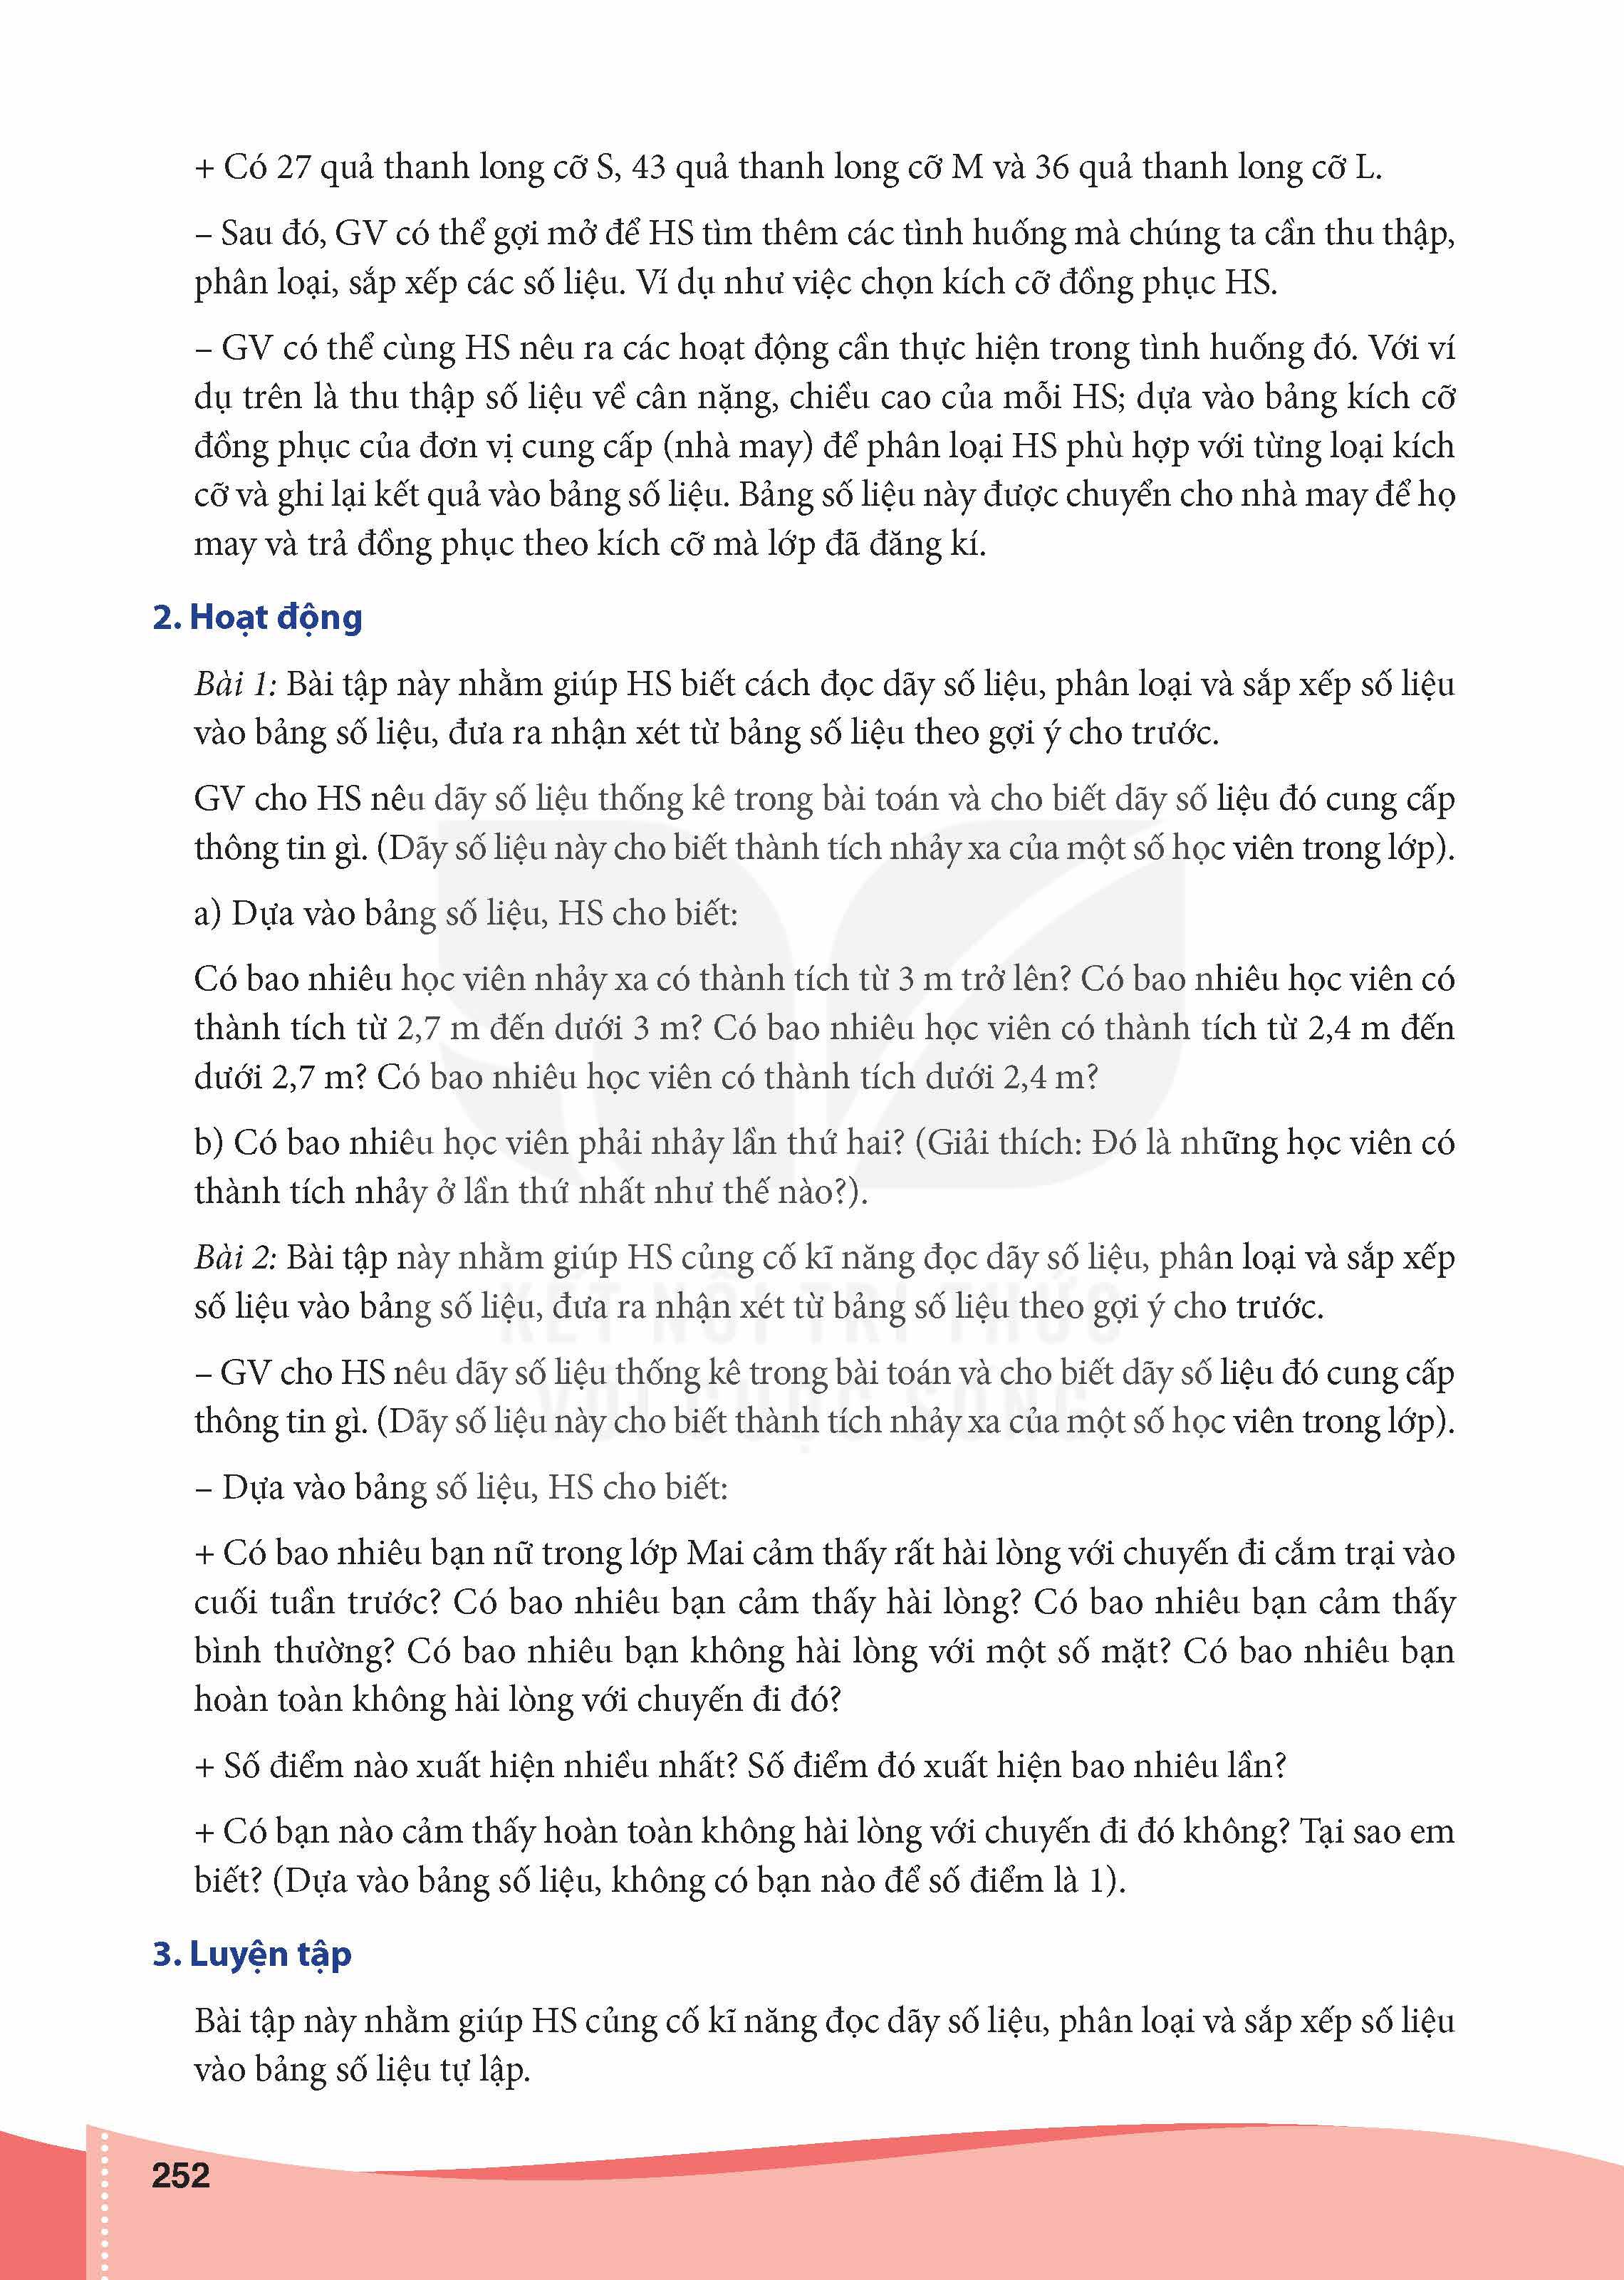 + Có 27 quả thanh long cỡ S, 43 quả thanh long cỡ M và 36 quả thanh long cỡ L.
– Sau đó, GV có thể gợi mở để HS tìm thêm các tình huống mà chúng ta cần thu thập,
phân loại, sắp xếp các số liệu. Ví dụ như việc chọn kích cỡ đồng phục HS.
– GV có thể cùng HS nêu ra các hoạt động cần thực hiện trong tình huống đó. Với ví
dụ trên là thu thập số liệu về cân nặng, chiều cao của mỗi HS; dựa vào bảng kích cỡ
đồng phục của đơn vị cung cấp (nhà may) để phân loại HS phù hợp với từng loại kích
cỡ và ghi lại kết quả vào bảng số liệu. Bảng số liệu này được chuyển cho nhà may để họ
may và trả đồng phục theo kích cỡ mà lớp đã đăng kí.
2. Hoạt động
Bài 1: Bài tập này nhằm giúp HS biết cách đọc dãy số liệu, phân loại và sắp xếp số liệu
vào bảng số liệu, đưa ra nhận xét từ bảng số liệu theo gợi ý cho trước.
GV cho HS nêu dãy số liệu thống kê trong bài toán và cho biết dãy số liệu đó cung cấp
thông tin gì. (Dãy số liệu này cho biết thành tích nhảy xa của một số học viên trong lớp).
a) Dựa vào bảng số liệu, HS cho biết:
Có bao nhiêu học viên nhảy xa có thành tích từ 3 m trở lên? Có bao nhiêu học viên có
thành tích từ 2,7 m đến dưới 3 m? Có bao nhiêu học viên có thành tích từ 2,4 m đến
dưới 2,7 m? Có bao nhiêu học viên có thành tích dưới 2,4 m?
b) Có bao nhiêu học viên phải nhảy lần thứ hai? (Giải thích: Đó là những học viên có
thành tích nhảy ở lần thứ nhất như thế nào?).
Bài 2: Bài tập này nhằm giúp HS củng cố kĩ năng đọc dãy số liệu, phân loại và sắp xếp
số liệu vào bảng số liệu, đưa ra nhận xét từ bảng số liệu theo gợi ý cho trước.
KẾT NỐI TRI THỨC
– GV cho HS nêu dãy số liệu thống kê trong bài toán và cho biết dãy số liệu đó cung cấp
thông tin gì. (Dãy số liệu này cho biết thành tích nhảy xa của một số học viên trong lớp).
VỚI CUỘC SỐNG
– Dựa vào bảng số liệu, HS cho biết:
+ Có bao nhiêu bạn nữ trong lớp Mai cảm thấy rất hài lòng với chuyến đi cắm trại vào
cuối tuần trước? Có bao nhiêu bạn cảm thấy hài lòng? Có bao nhiêu bạn cảm thấy
bình thường? Có bao nhiêu bạn không hài lòng với một số mặt? Có bao nhiêu bạn
hoàn toàn không hài lòng với chuyến đi đó?
+ Số điểm nào xuất hiện nhiều nhất? Số điểm đó xuất hiện bao nhiêu lần?
+ Có bạn nào cảm thấy hoàn toàn không hài lòng với chuyến đi đó không? Tại sao em
biết? (Dựa vào bảng số liệu, không có bạn nào để số điểm là 1).
3. Luyện tập
Bài tập này nhằm giúp HS củng cố kĩ năng đọc dãy số liệu, phân loại và sắp xếp số liệu
vào bảng số liệu tự lập.
252